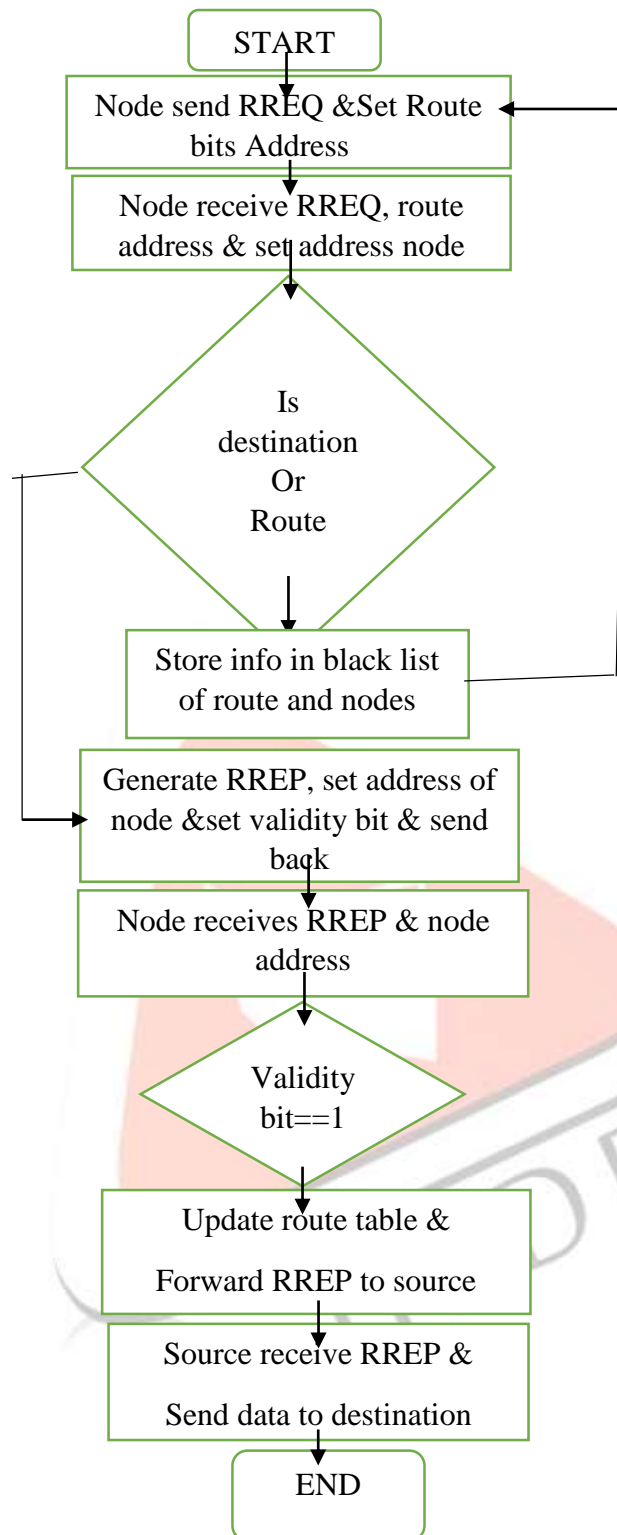 START
Node send RREQ &Set Route
bits Address
Node receive RREQ, route
address & set address node
Is
destination
Or
Route
Store info in black list
of route and nodes
Generate RREP, set address of
node &set validity bit & send
back
Node receives RREP & node
address
Validity
bit==1
Update route table &
Forward RREP to source
Source receive RREP &
Send data to destination
END